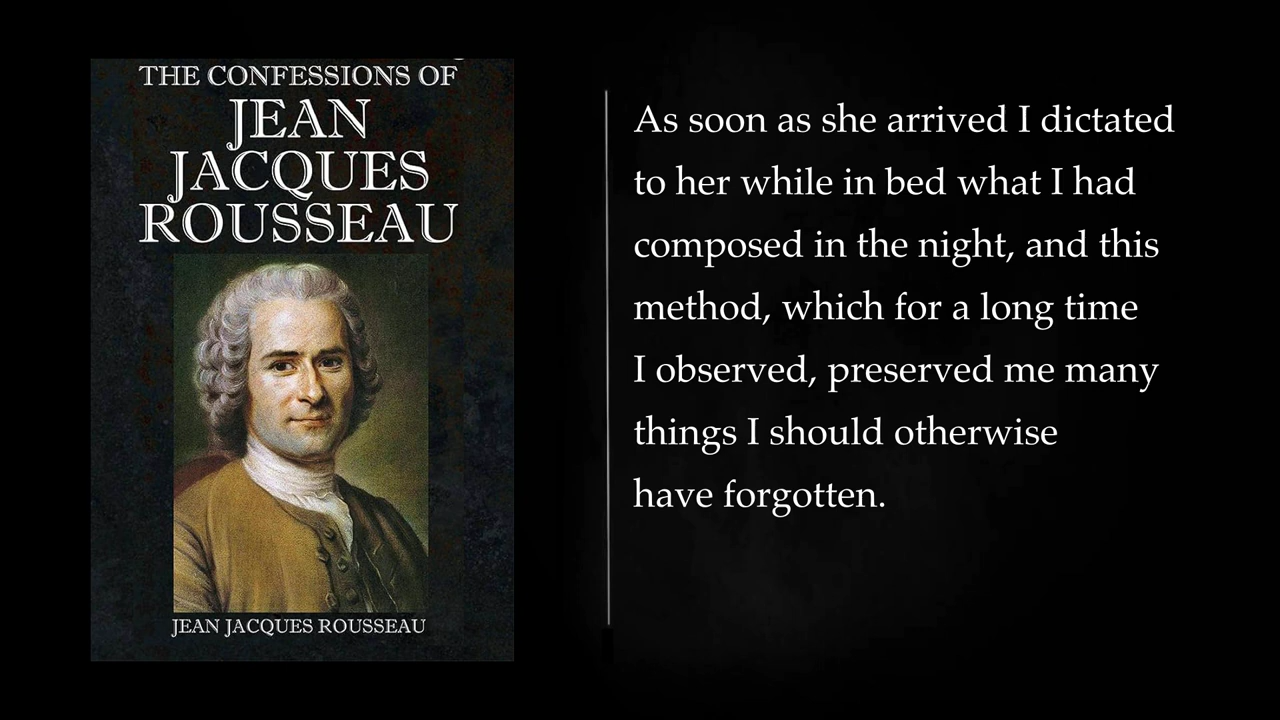 THE CONFESSIONS OF
JEAN
JACQUES
ROUSSEAU
JEAN JACQUES ROUSSEAU
As soon as she arrived I dictated
to her while in bed what I had
composed in the night, and this
method, which for a long time
I observed, preserved me many
things I should otherwise
have forgotten.